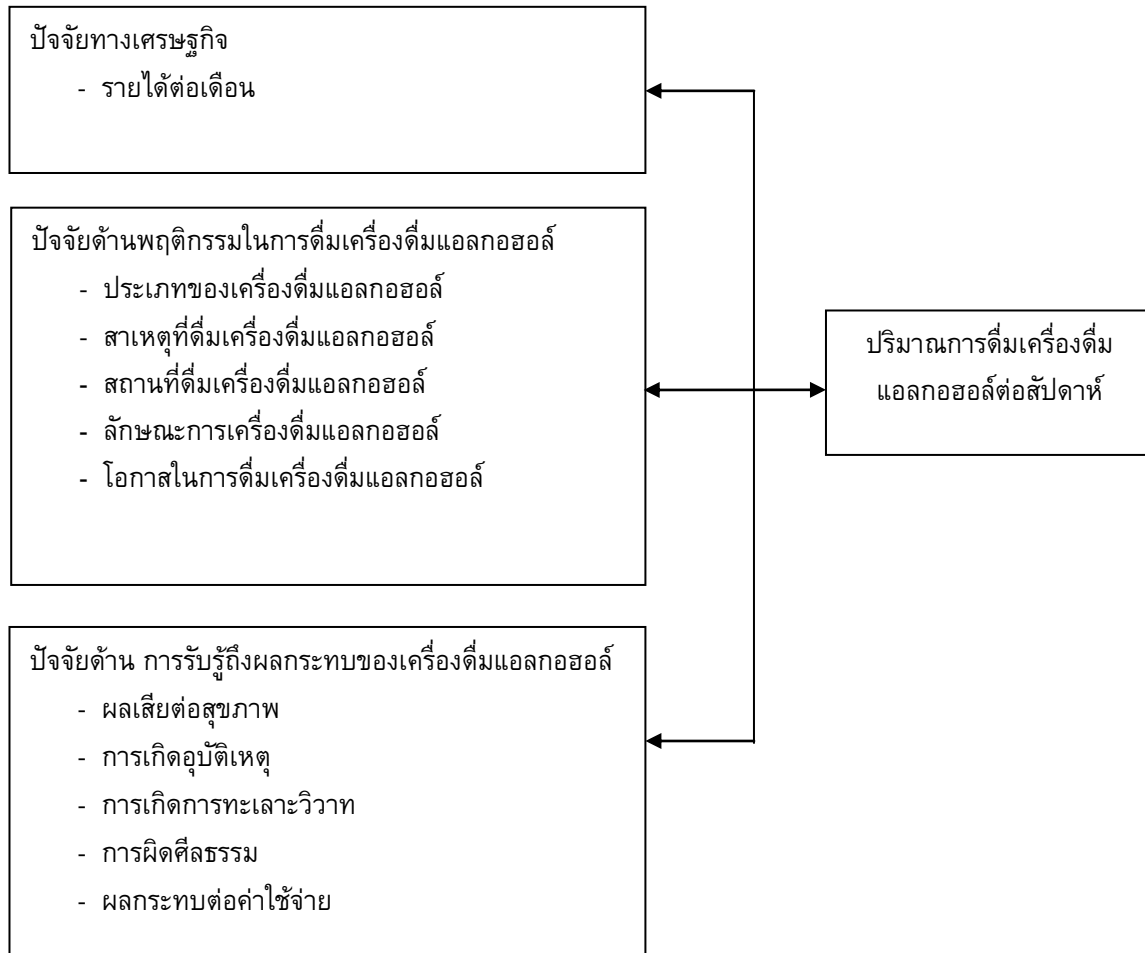 ปัจจัยทางเศรษฐกิจ
- รายได้ต่อเดือน
ปัจจัยด้านพฤติกรรมในการดื่มเครื่องดื่มแอลกอฮอล์
- ประเภทของเครื่องดื่มแอลกอฮอล์
- สาเหตุที่ดื่มเครื่องดื่มแอลกอฮอล์
- สถานที่ดื่มเครื่องดื่มแอลกอฮอล์
- ลักษณะการเครื่องดื่มแอลกอฮอล์
- โอกาสในการดื่มเครื่องดื่มแอลกอฮอล์
ปริมาณการดื่มเครื่องดื่ม
แอลกอฮอล์ต่อสัปดาห์
ปัจจัยด้าน การรับรู้ถึงผลกระทบของเครื่องดื่มแอลกอฮอล์
- ผลเสียต่อสุขภาพ
- การเกิดอุบัติเหตุ
- การเกิดการทะเลาะวิวาท
- การผิดศีลธรรม
- ผลกระทบต่อค่าใช้จ่าย